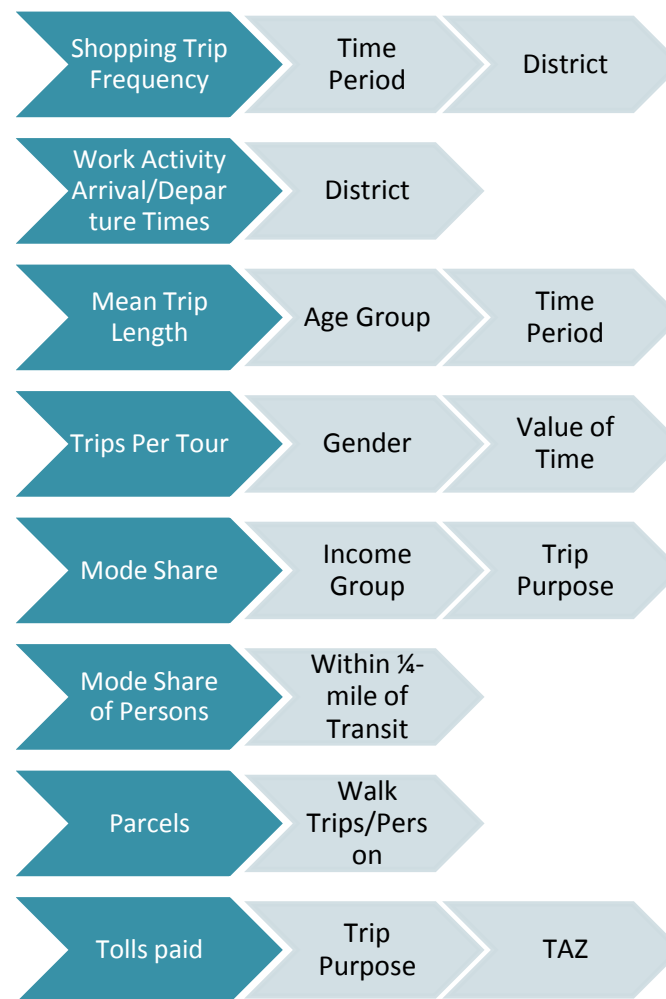 Shopping Trip
Frequency
Time
Period
District
Work Activity
Arrival/Depar
ture Times
District
Mean Trip
Length
Age Group
Time
Period
Trips Per Tour
Gender
Value of
Time
Mode Share
Income
Group
Trip
Purpose
Mode Share
of Persons
Within ¼-
mile of
Transit
Parcels
Walk
Trips/Pers
on
Tolls paid
Trip
Purpose
TAZ